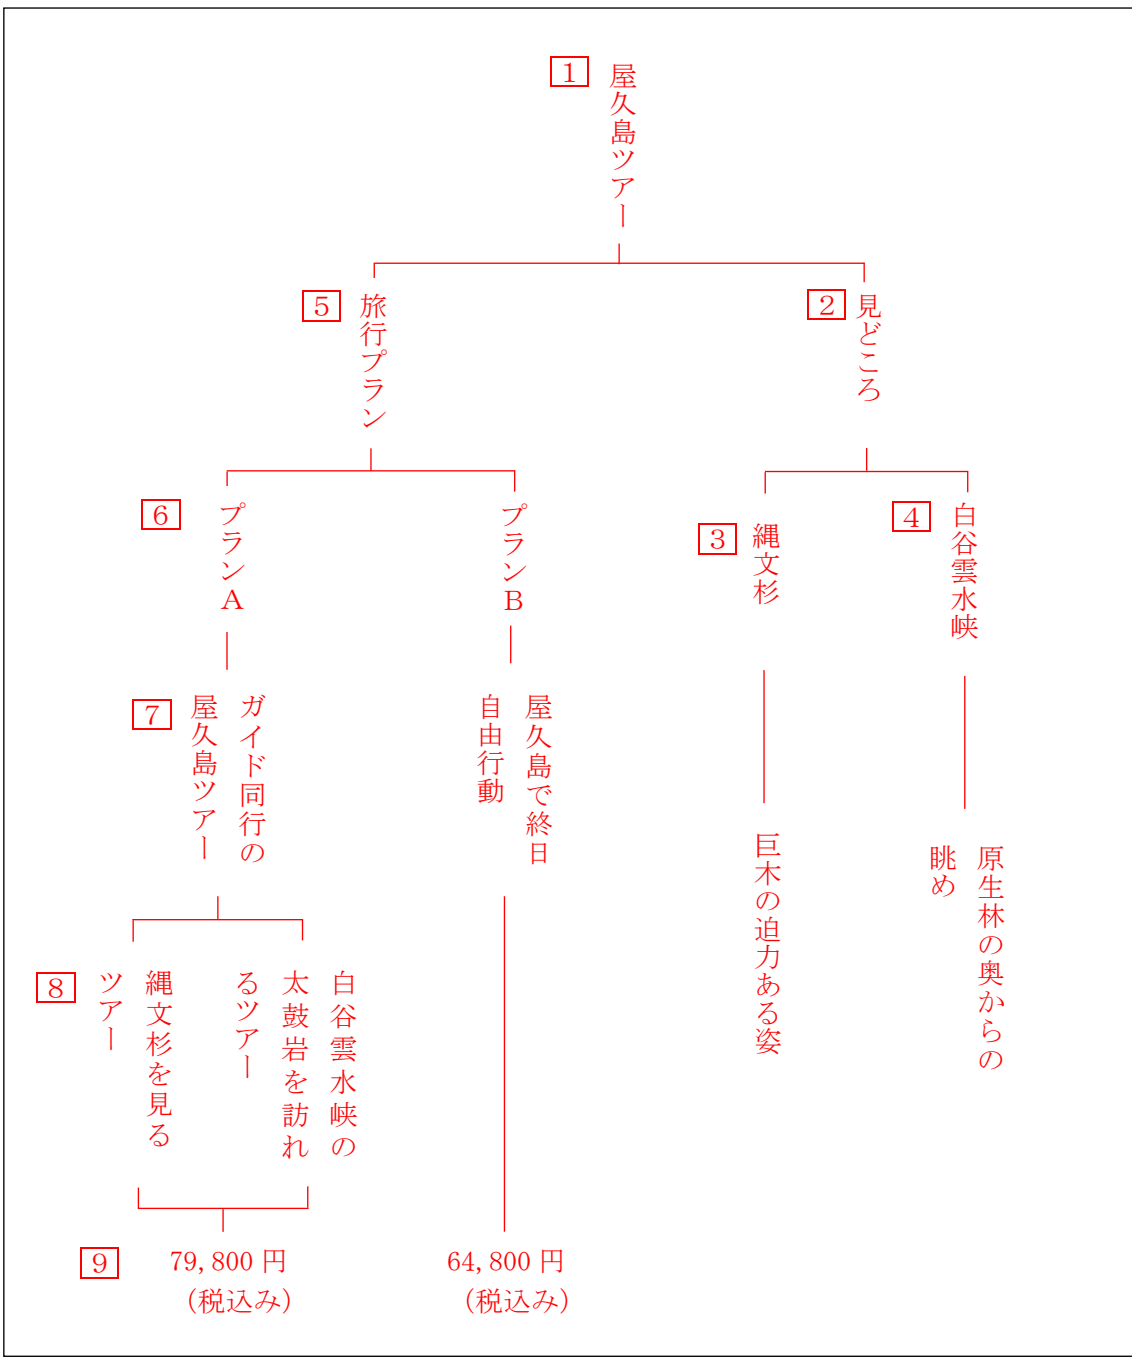 1
屋久島ツアー
2
見どころ
5
旅行プラン
4
白谷雲水峡
3
縄文杉
プランB
6
プランA
原生林の奥からの
眺め
巨木の迫力ある姿
屋久島で終日
自由行動
7
ガイド同行の
屋久島ツアー
白谷雲水峡の
太鼓岩を訪れ
るツアー
8
縄文杉を見る
ツアー
64,800円
（税込み）
9
79,800円
（税込み）